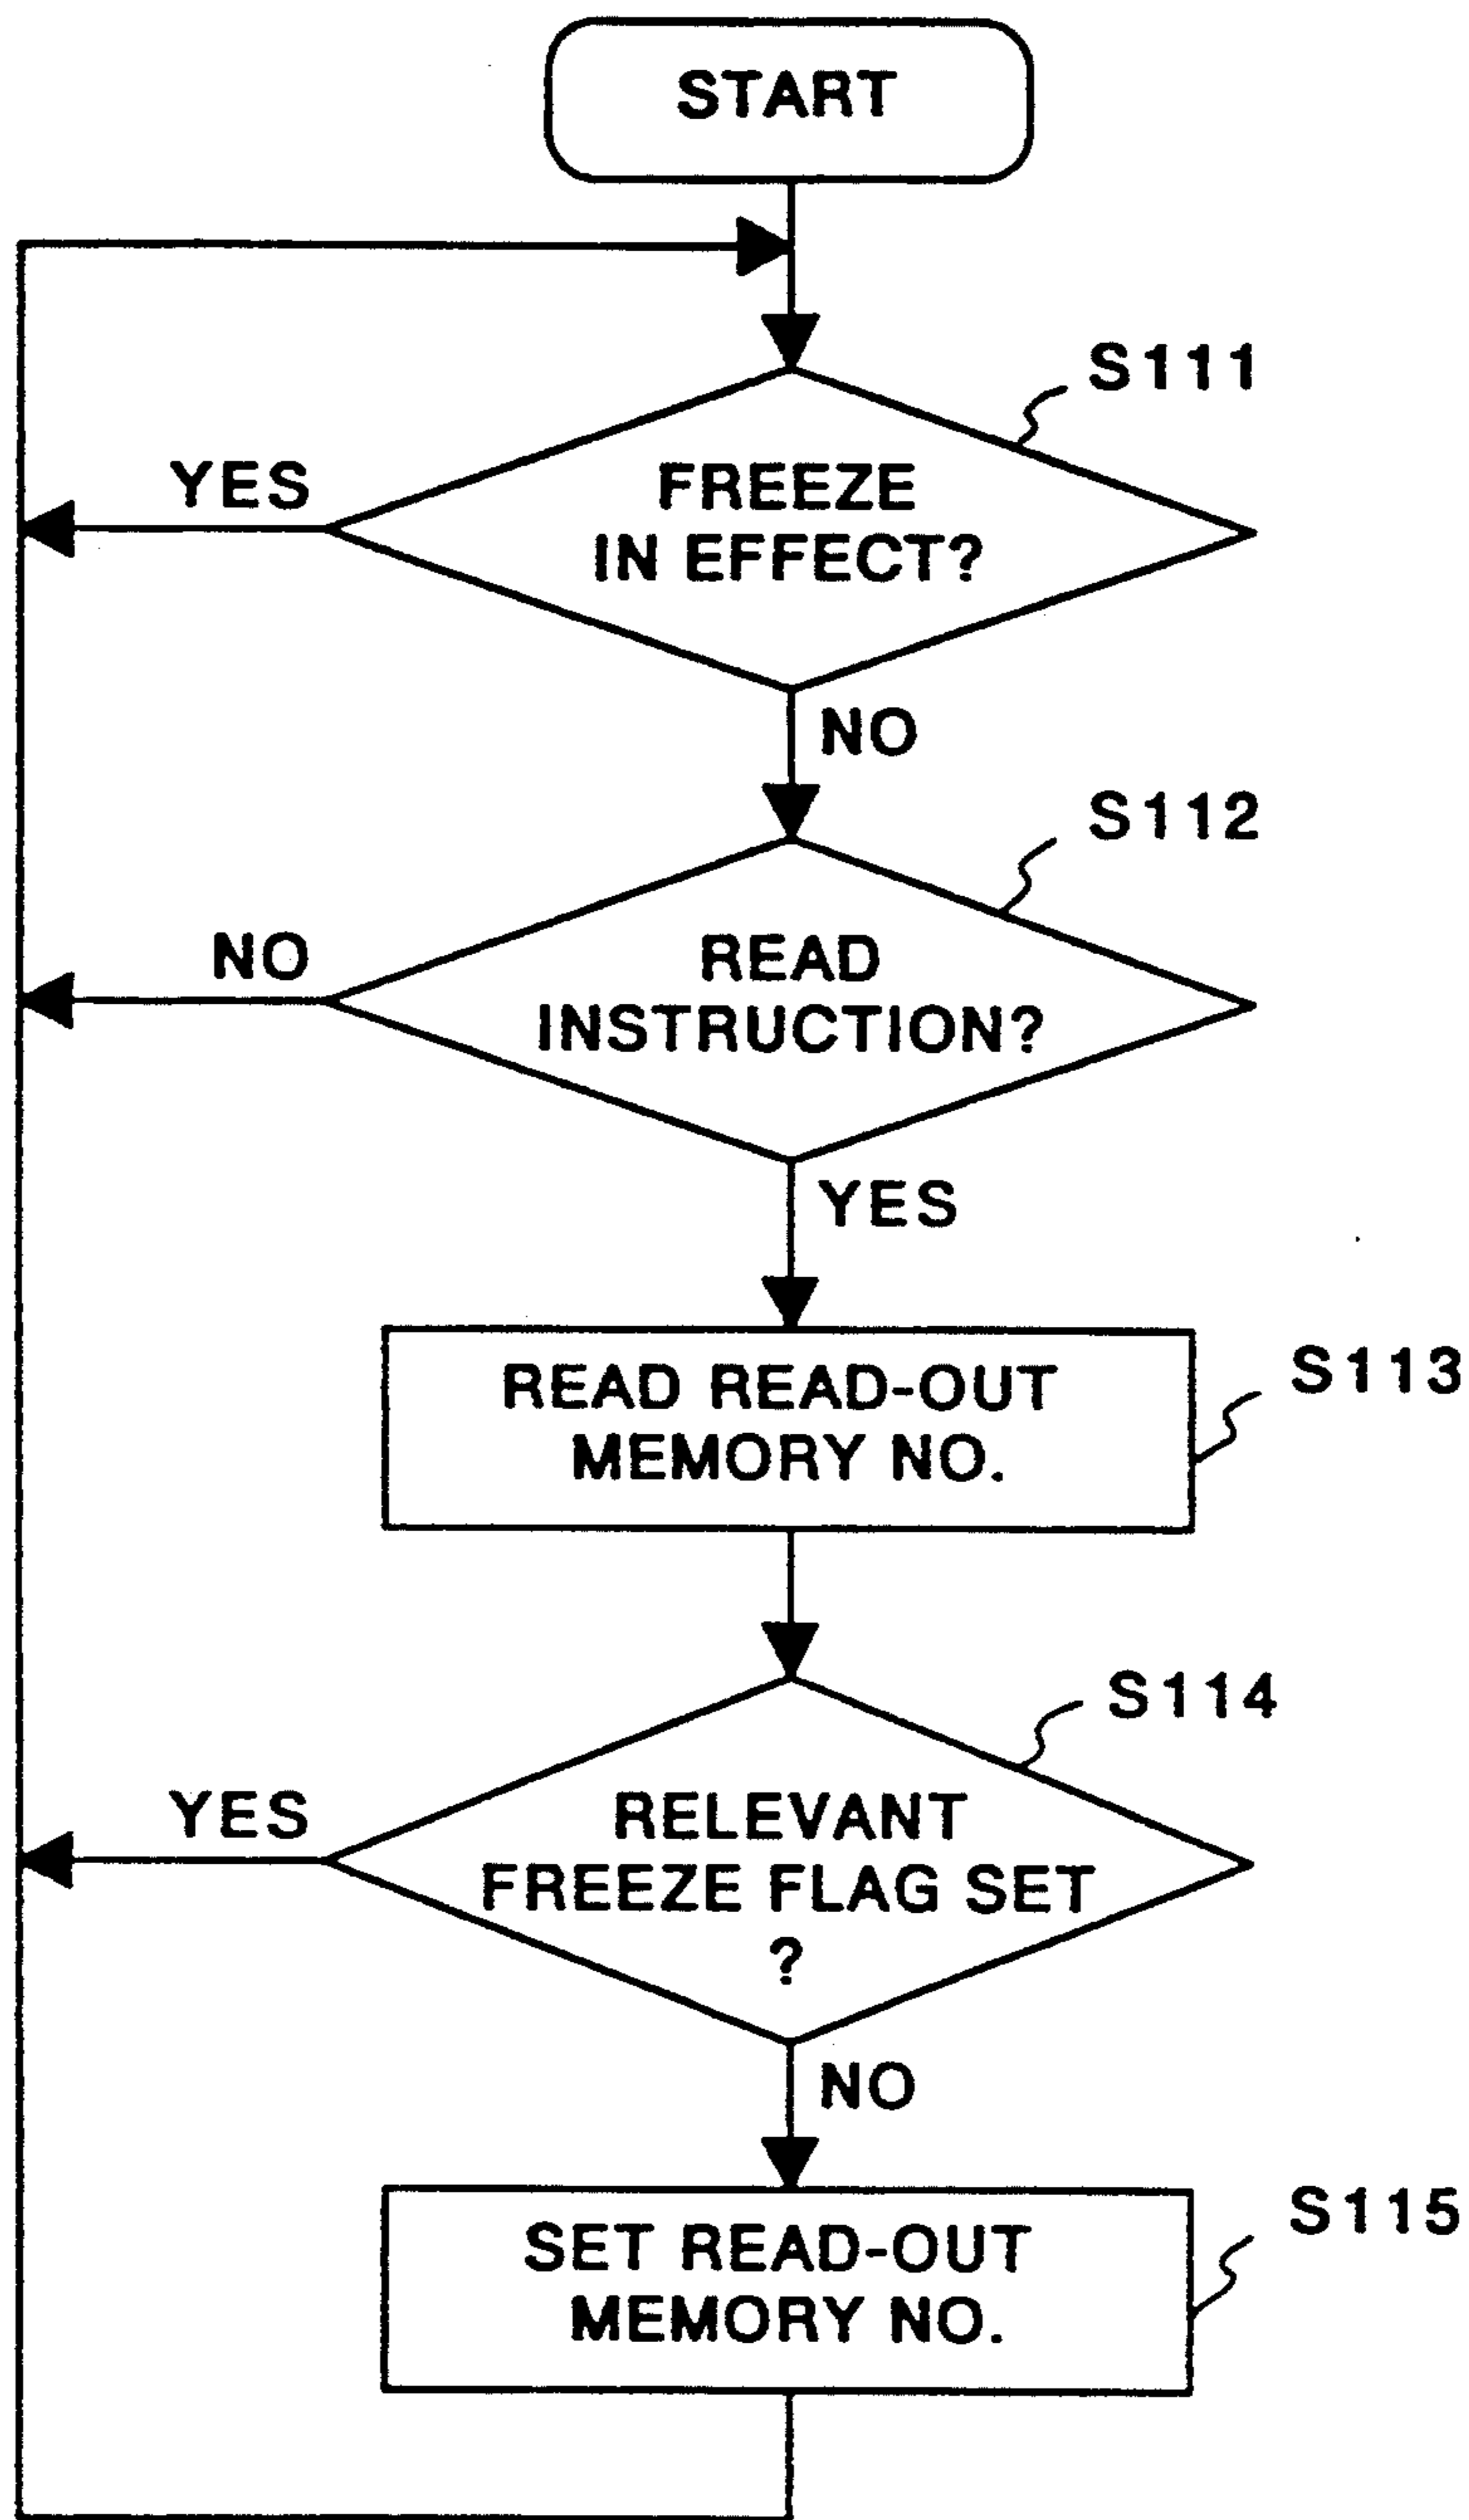 START
S111
YES
FREEZE
IN EFFECT?
NO
S112
NO
READ
INSTRUCTION?
YES
READ READ-OUT
MEMORY NO.
S113
S114
YES
RELEVANT
FREEZE FLAG SET
?
NO
SET READ-OUT
MEMORY NO.
S115